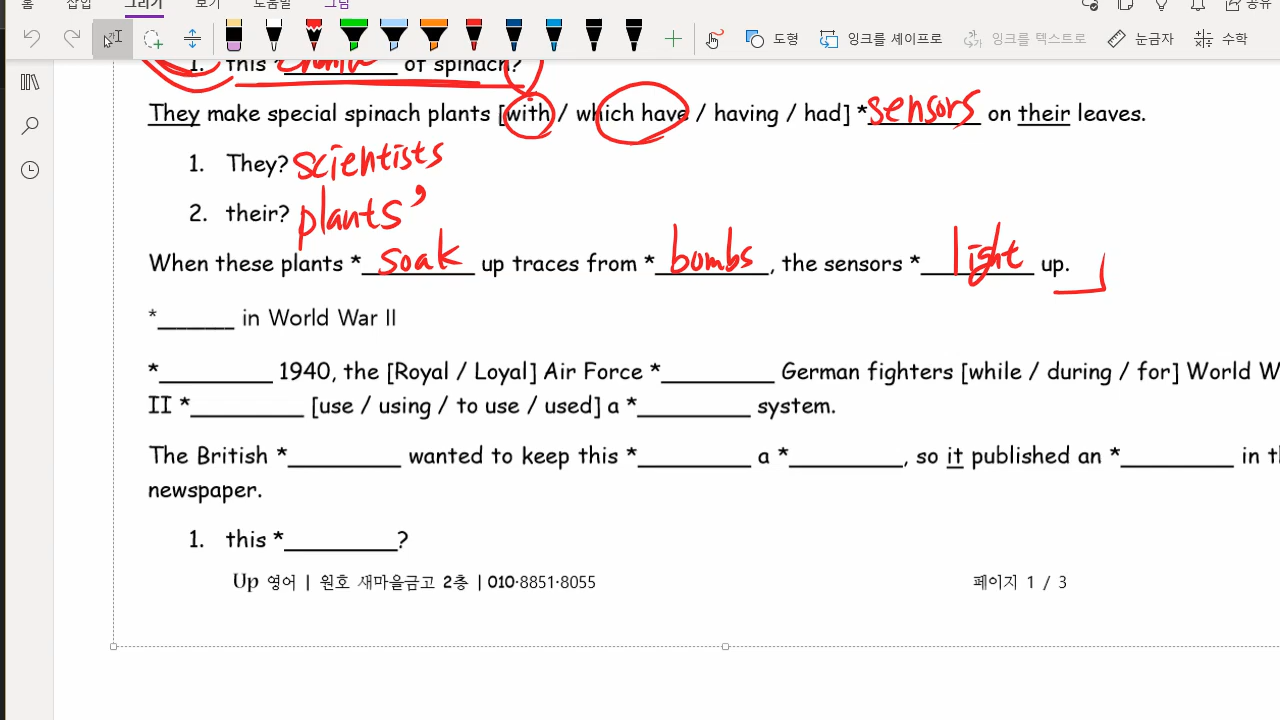 홈 삽입 그리기 보기 도움말 그림 공유
도형 잉크를 셰이프로 잉크를 텍스트로 눈금자 수학
1. this * of spinach?
They make special spinach plants [with / which have / having / had] *sensors on their leaves.
1. They? scientists
2. their? plants'
When these plants *soak up traces from *bombs, the sensors *light up.
*_______ in World War II
*_________ 1940, the [Royal / Loyal] Air Force *_________ German fighters [while / during / for] World W
II *_________ [use / using / to use / used] a *_________ system.
The British *_________ wanted to keep this *_________ a *_________, so it published an *_________ in th
newspaper.
1. this *_________?
Up 영어 | 원호 새마을금고 2층 | 010·8851·8055 페이지 1 / 3